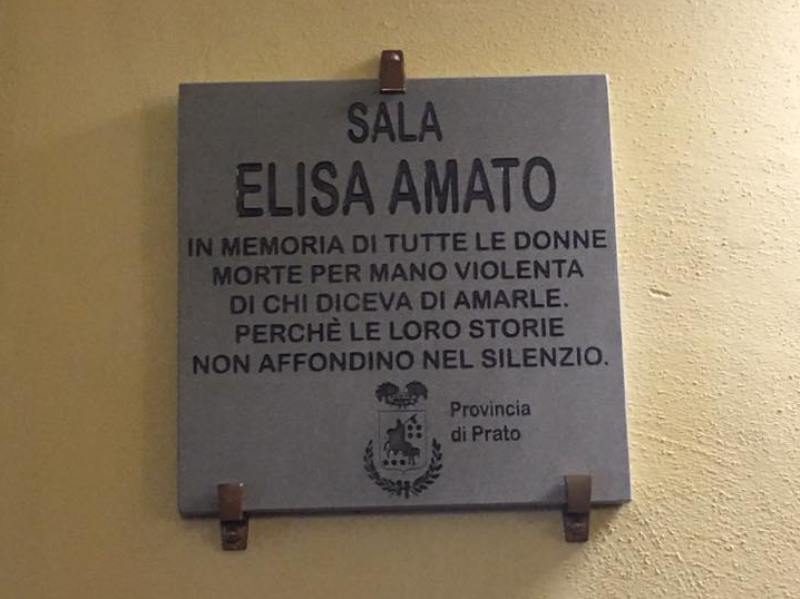 SALA
ELISA AMATO
IN MEMORIA DI TUTTE LE DONNE
MORTE PER MANO VIOLENTA
DI CHI DICEVA DI AMARLE.
PERCHÈ LE LORO STORIE
NON AFFONDINO NEL SILENZIO.
Provincia
di Prato